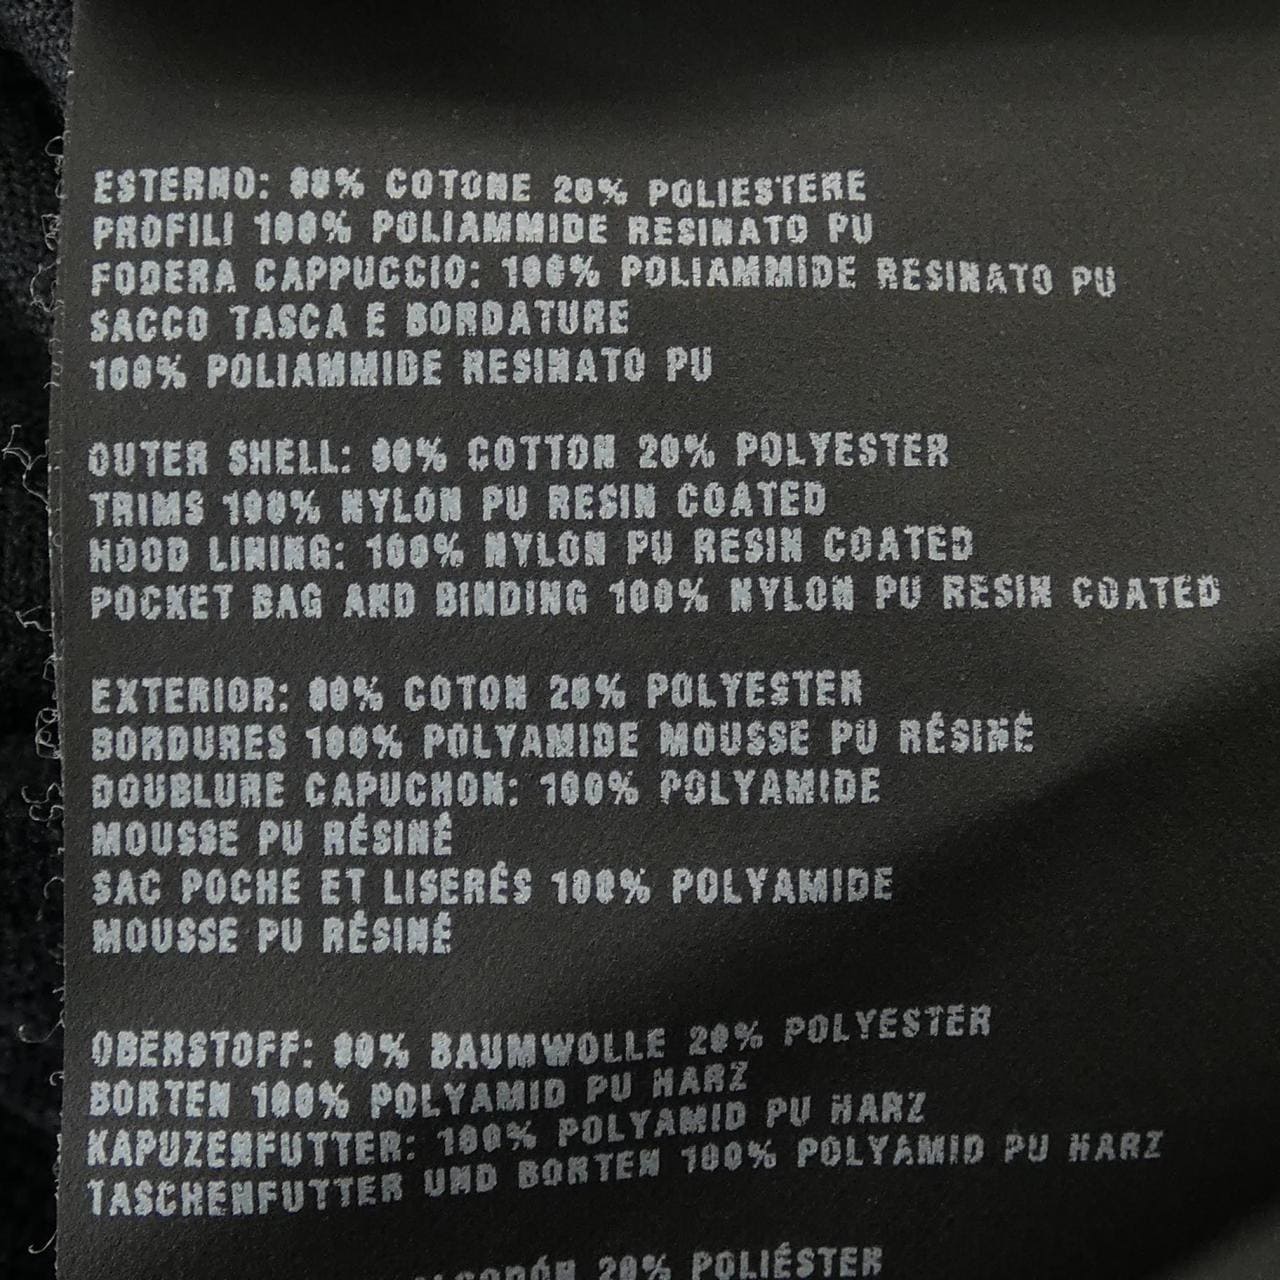 ESTERNO: 80% COTONE 20% POLIESTERE
PROFILI 100% POLIAMMIDE RESINATO PU
FODERA CAPPUCCIO: 100% POLIAMMIDE RESINATO PU
SACCO TASCA E BORDATURE
100% POLIAMMIDE RESINATO PU
OUTER SHELL: 80% COTTON 20% POLYESTER
TRIMS 100% NYLON PU RESIN COATED
HOOD LINING: 100% NYLON PU RESIN COATED
POCKET BAG AND BINDING 100% NYLON PU RESIN COATED
EXTERIOR: 80% COTON 20% POLYESTER
BORDURES 100% POLYAMIDE MOUSSE PU RÉSINÉ
DOUBLURE CAPUCHON: 100% POLYAMIDE
MOUSSE PU RÉSINÉ
SAC POCHE ET LISERÉS 100% POLYAMIDE
MOUSSE PU RÉSINÉ
OBERSTOFF: 80% BAUMWOLLE 20% POLYESTER
BORTEN 100% POLYAMID PU HARZ
KAPUZENFUTTER: 100% POLYAMID PU HARZ
TASCHENFUTTER UND BORTEN 100% POLYAMID PU HARZ
ALGODÓN 20% POLIÉSTER